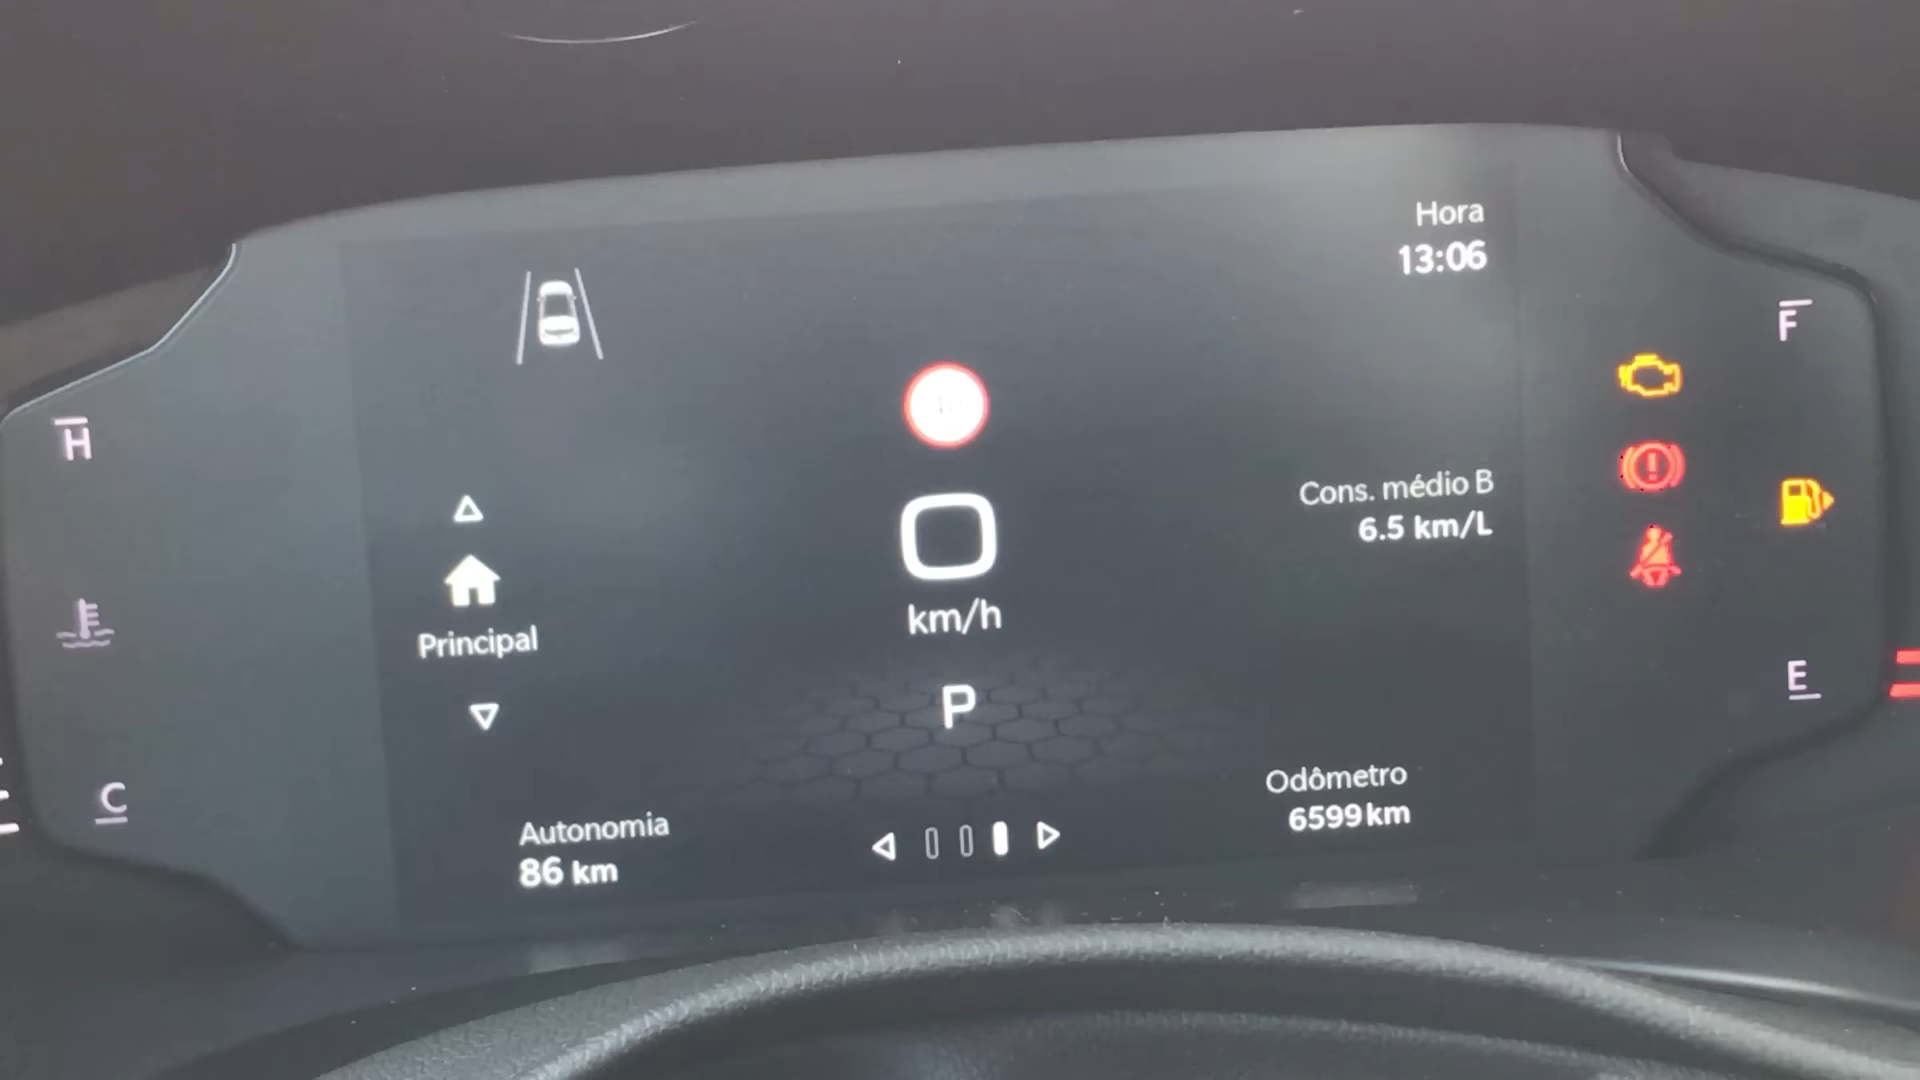 Hora
13:06
F
H
Cons. médio B
6.5 km/L
0
km/h
Principal
P
E
C
Autonomia
86 km
Odômetro
6599 km